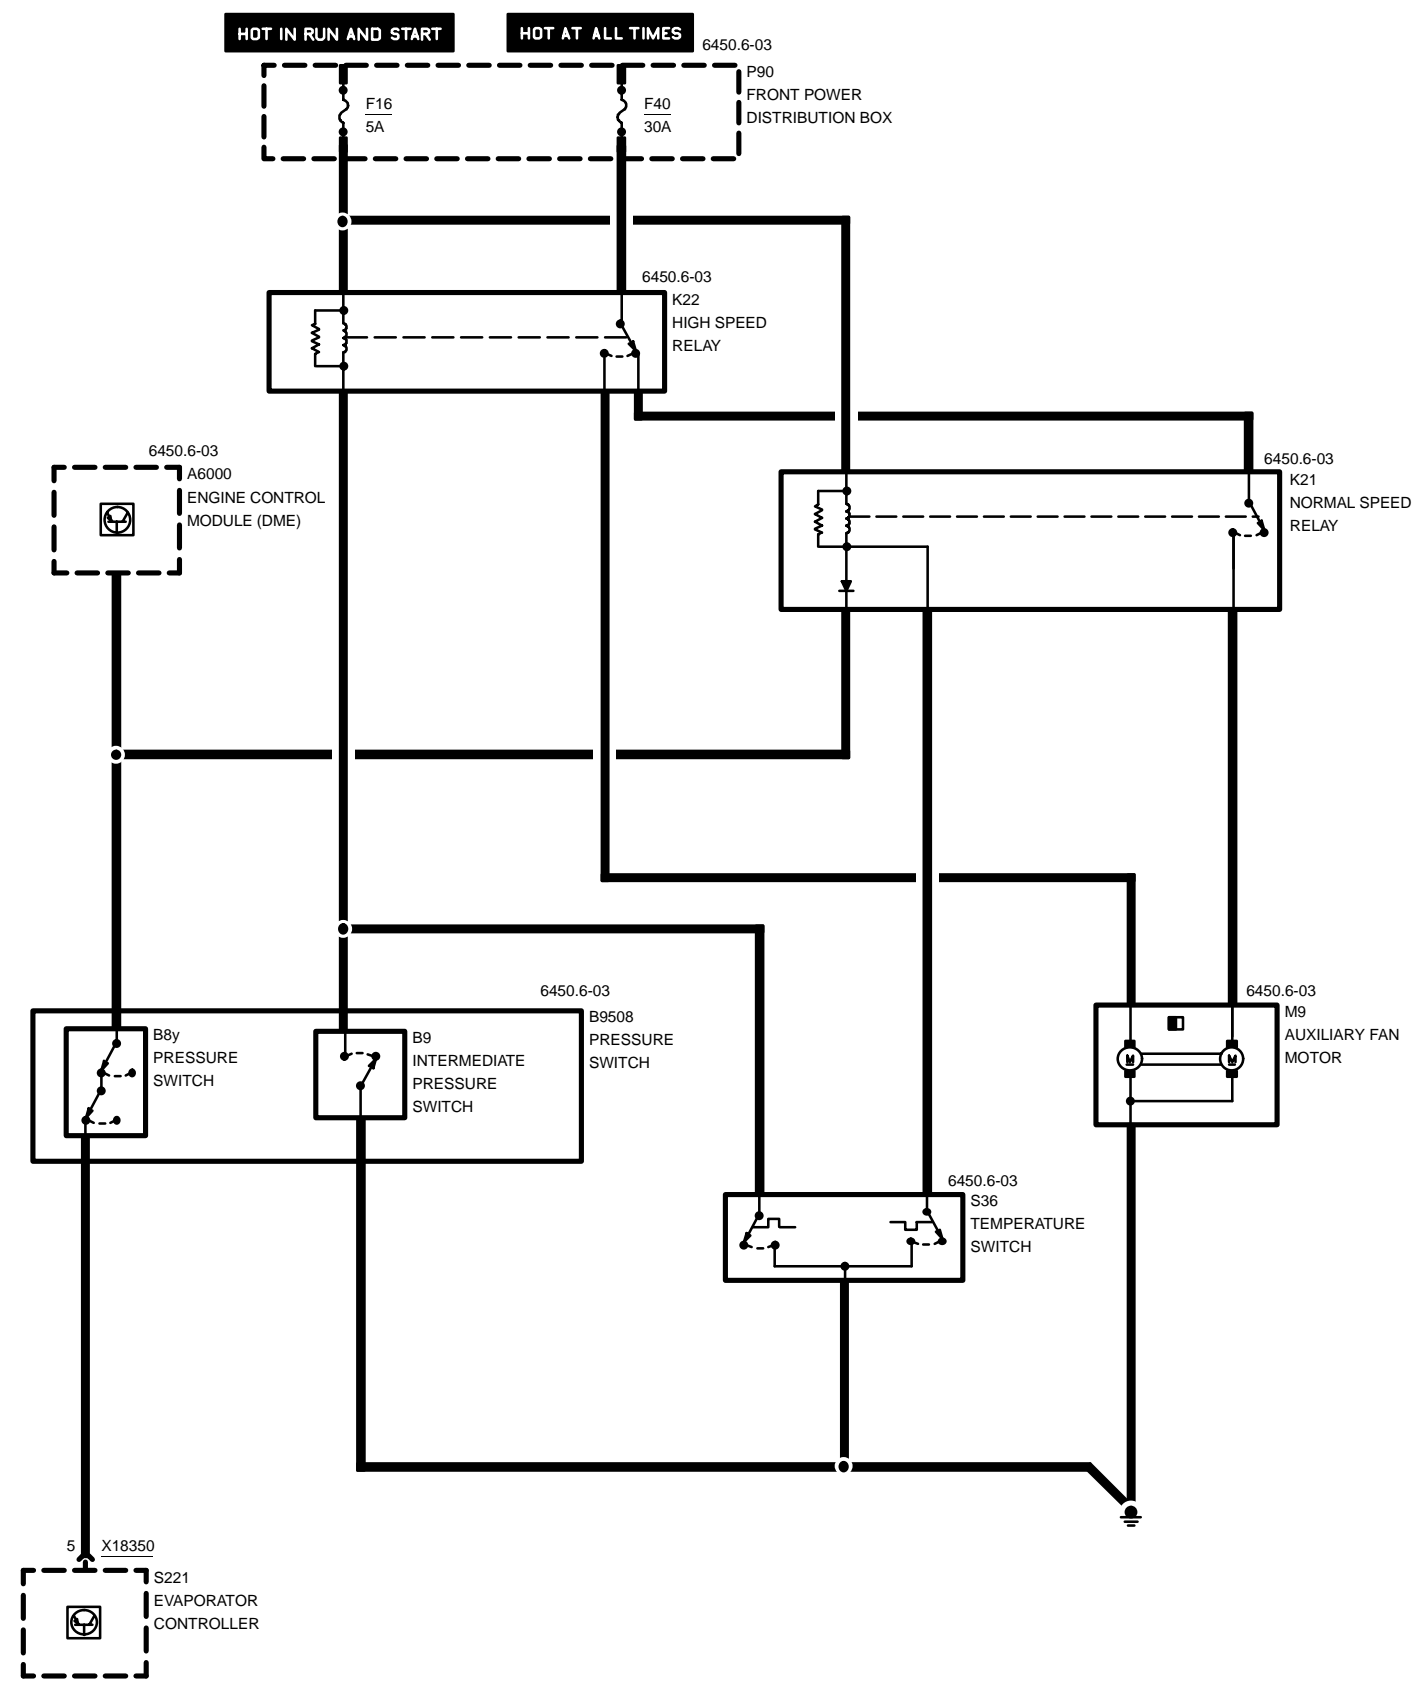 HOT IN RUN AND START
HOT AT ALL TIMES
6450.6-03
P90
FRONT POWER
DISTRIBUTION BOX
F16
5A
F40
30A
6450.6-03
K22
HIGH SPEED
RELAY
6450.6-03
A6000
ENGINE CONTROL
MODULE (DME)
6450.6-03
K21
NORMAL SPEED
RELAY
6450.6-03
B9508
PRESSURE
SWITCH
B8y
PRESSURE
SWITCH
B9
INTERMEDIATE
PRESSURE
SWITCH
6450.6-03
M9
AUXILIARY FAN
MOTOR
M
M
6450.6-03
S36
TEMPERATURE
SWITCH
5 X18350
S221
EVAPORATOR
CONTROLLER